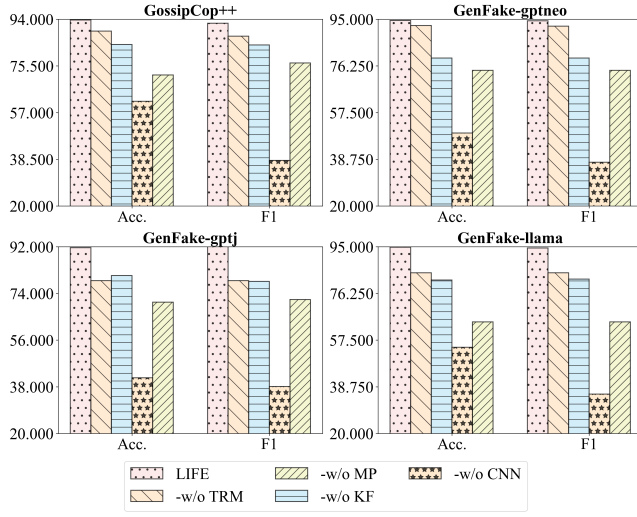 GossipCop++
GenFake-gptneo
94.000
75.500
57.000
38.500
20.000
Acc.
F1
95.000
76.250
57.500
38.750
20.000
Acc.
F1
GenFake-gptj
GenFake-llama
92.000
74.000
56.000
38.000
20.000
Acc.
F1
95.000
76.250
57.500
38.750
20.000
Acc.
F1
LIFE
-w/o MP
-w/o CNN
-w/o TRM
-w/o KF